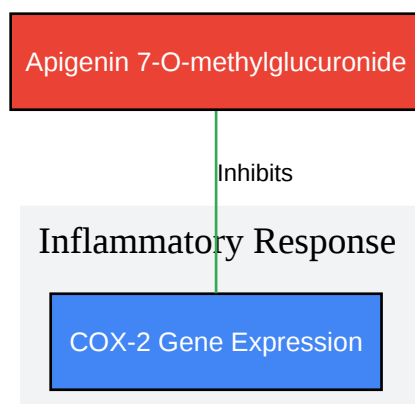 Apigenin 7-O-methylglucuronide
Inhibits
Inflammatory Response
COX-2 Gene Expression